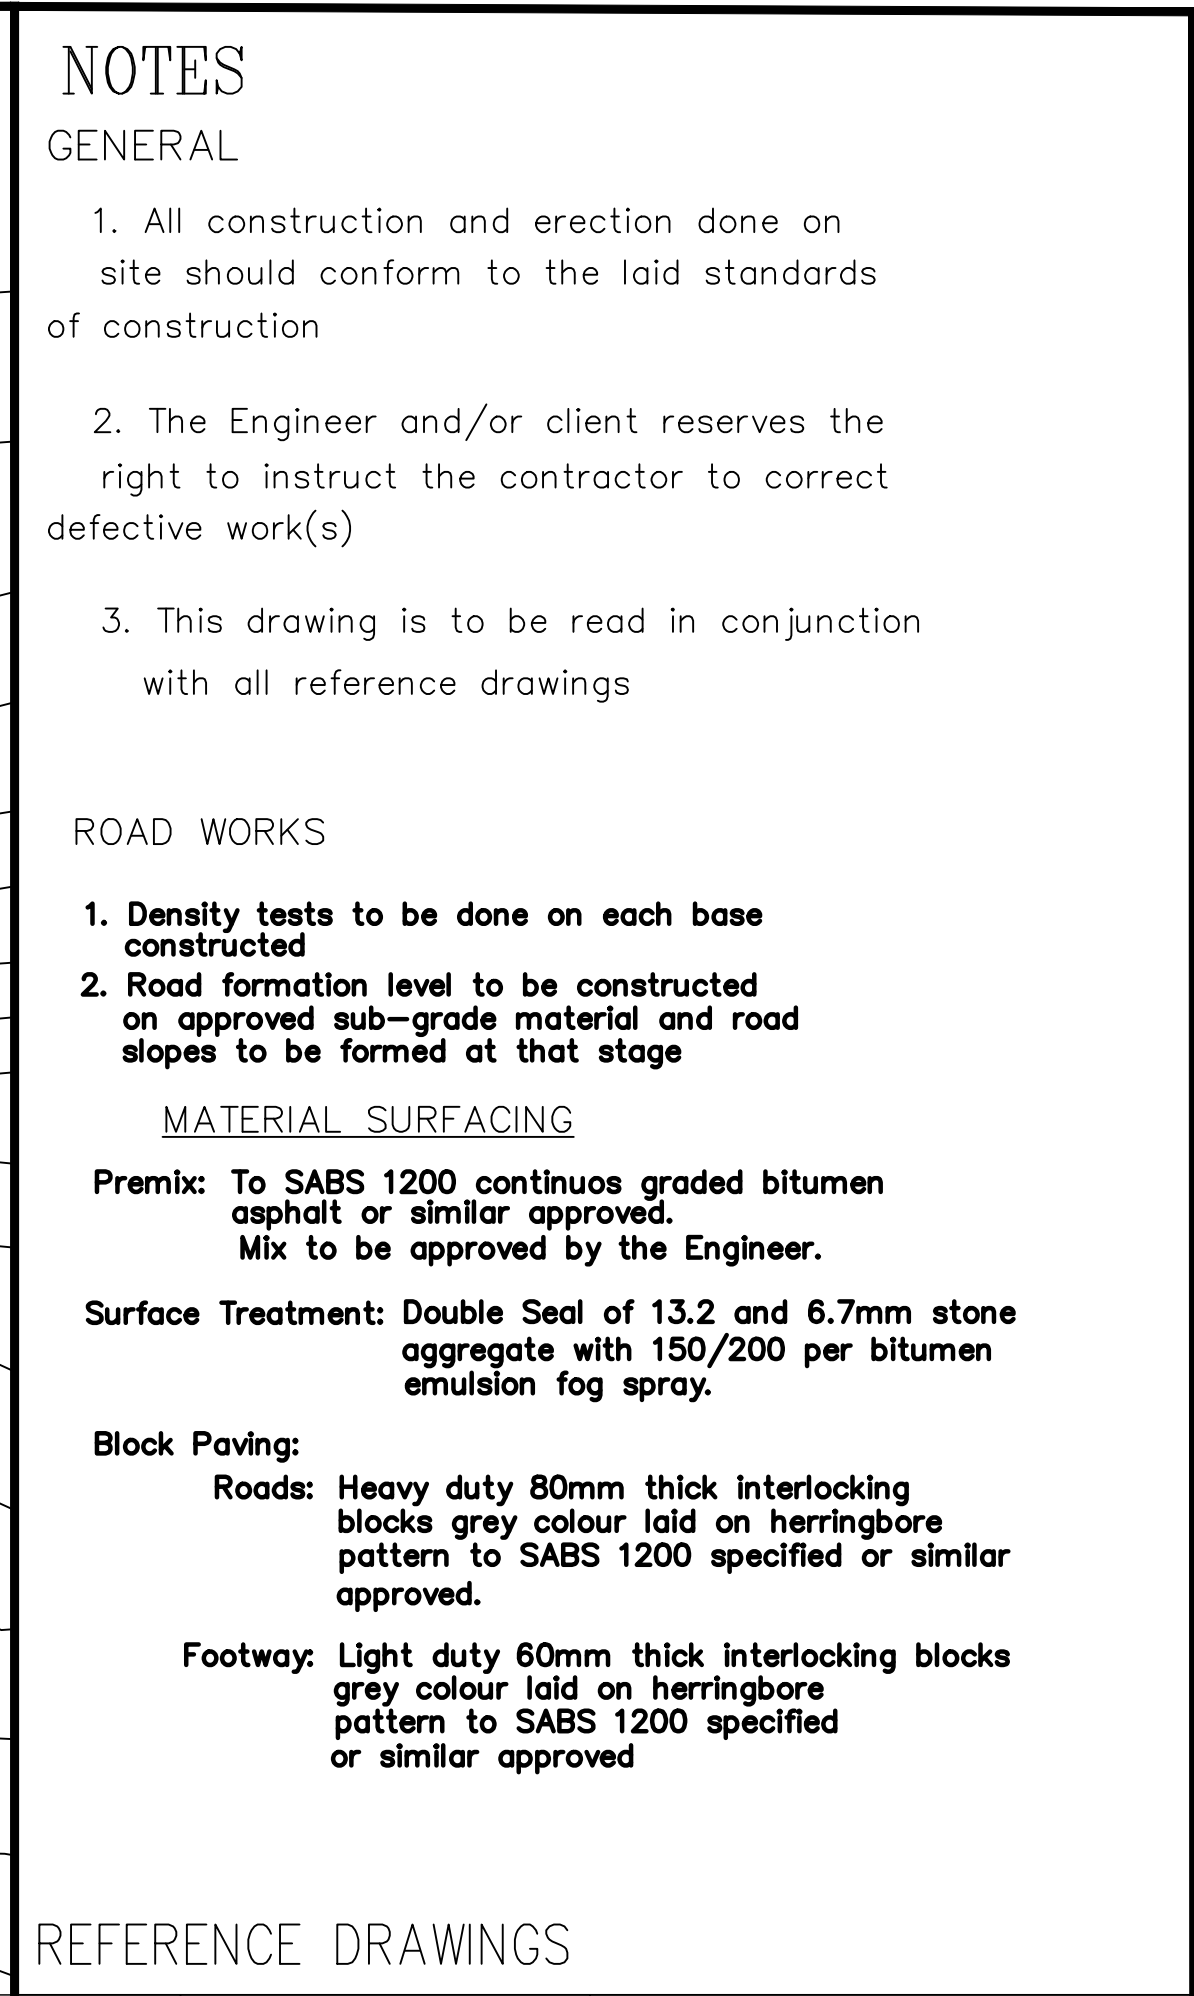 NOTES
GENERAL
1. All construction and erection done on
site should conform to the laid standards
of construction
2. The Engineer and/or client reserves the
right to instruct the contractor to correct
defective work(s)
3. This drawing is to be read in conjunction
with all reference drawings
ROAD WORKS
1. Density tests to be done on each base
constructed
2. Road formation level to be constructed
on approved sub-grade material and road
slopes to be formed at that stage
MATERIAL SURFACING
Premix: To SABS 1200 continuos graded bitumen
asphalt or similar approved.
Mix to be approved by the Engineer.
Surface Treatment: Double Seal of 13.2 and 6.7mm stone
aggregate with 150/200 per bitumen
emulsion fog spray.
Block Paving:
Roads: Heavy duty 80mm thick interlocking
blocks grey colour laid on herringbore
pattern to SABS 1200 specified or similar
approved.
Footway: Light duty 60mm thick interlocking blocks
grey colour laid on herringbore
pattern to SABS 1200 specified
or similar approved
REFERENCE DRAWINGS